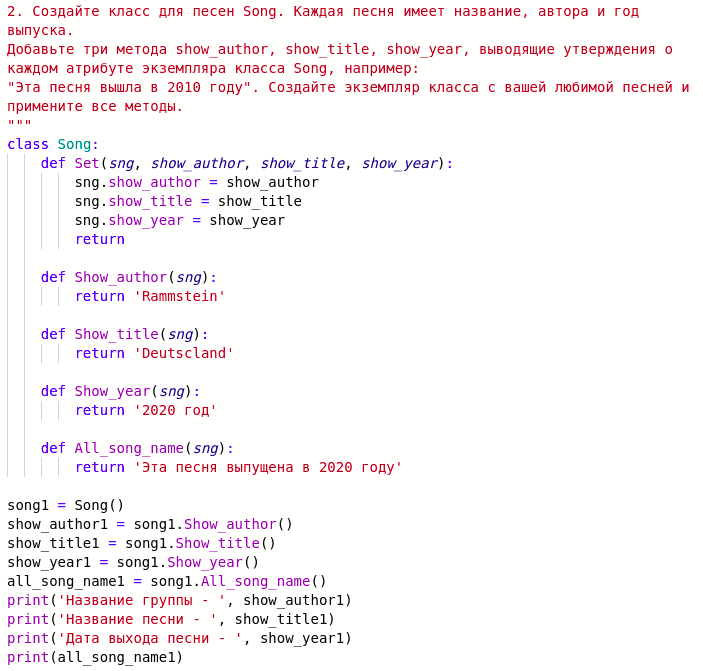 2. Создайте класс для песен Song. Каждая песня имеет название, автора и год
выпуска.
Добавьте три метода show_author, show_title, show_year, выводящие утверждения о
каждом атрибуте экземпляра класса Song, например:
"Эта песня вышла в 2010 году". Создайте экземпляр класса с вашей любимой песней и
примените все методы.
"""
class Song:
    def Set(sng, show_author, show_title, show_year):
        sng.show_author = show_author
        sng.show_title = show_title
        sng.show_year = show_year
        return

    def Show_author(sng):
        return 'Rammstein'

    def Show_title(sng):
        return 'Deutscland'

    def Show_year(sng):
        return '2020 год'

    def All_song_name(sng):
        return 'Эта песня выпущена в 2020 году'

song1 = Song()
show_author1 = song1.Show_author()
show_title1 = song1.Show_title()
show_year1 = song1.Show_year()
all_song_name1 = song1.All_song_name()
print('Название группы - ', show_author1)
print('Название песни - ', show_title1)
print('Дата выхода песни - ', show_year1)
print(all_song_name1)